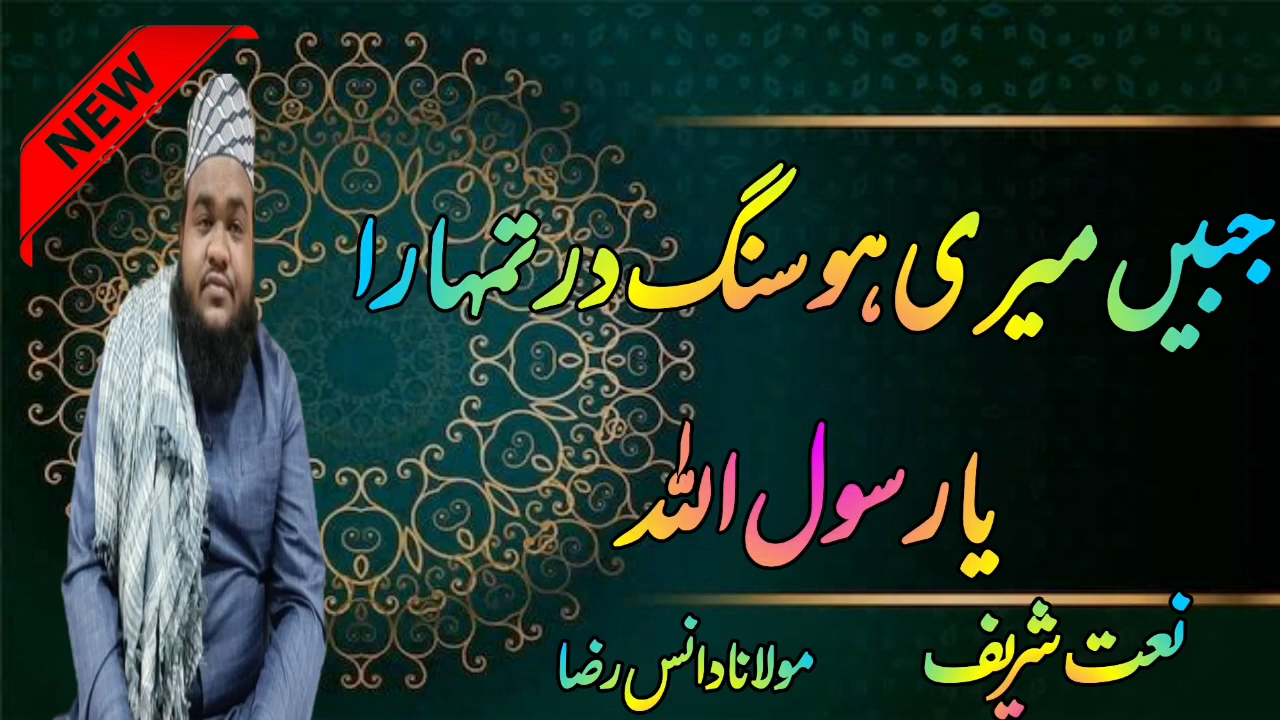 NEW
جبیں میری ہو سنگ در تمہارا
یا رسول اللہ
نعت شریف
مولانا دانس رضا